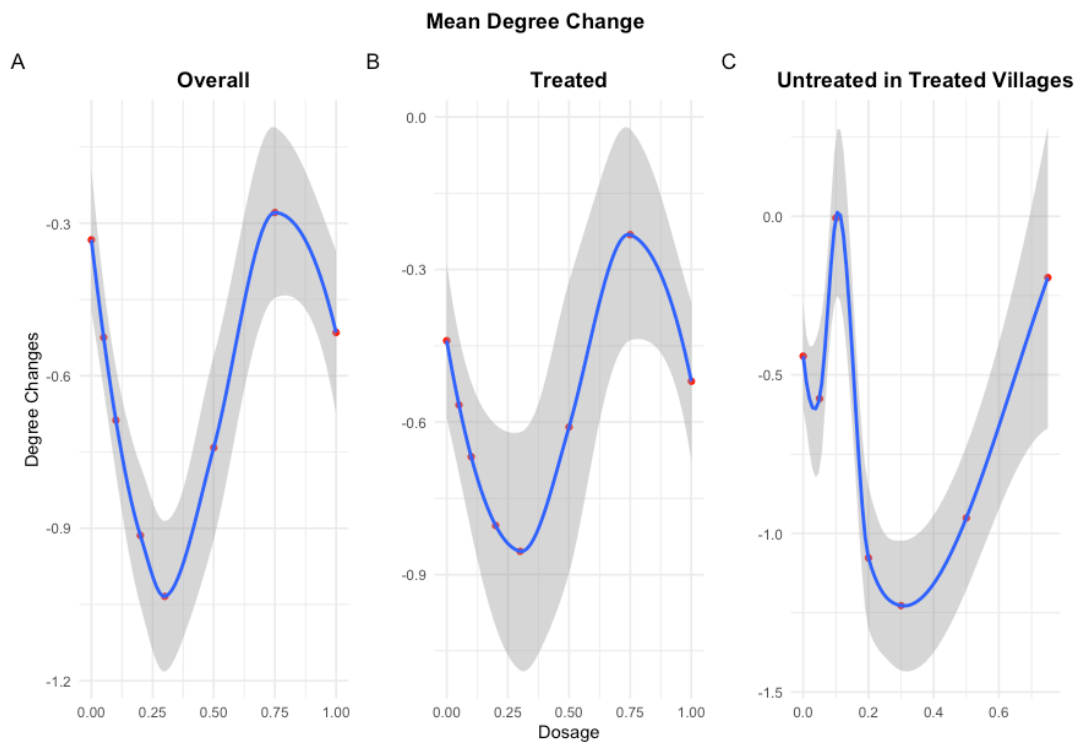 Mean Degree Change
A
Overall
B
Treated
C
Untreated in Treated Villages
Degree Changes
-0.3
-0.6
-0.9
-1.2
0.00 0.25 0.50 0.75 1.00
0.0
-0.3
-0.6
-0.9
0.00 0.25 0.50 0.75 1.00
0.0
-0.5
-1.0
-1.5
0.0 0.2 0.4 0.6
Dosage